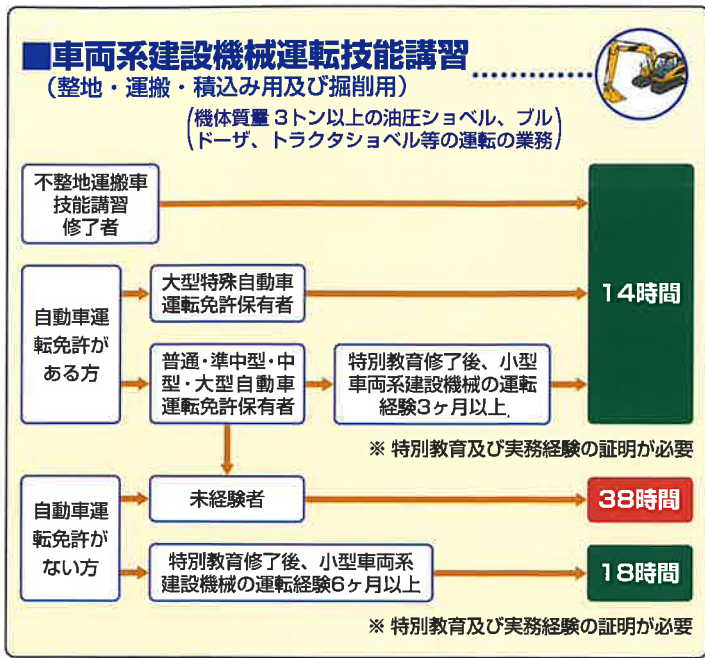 ■車両系建設機械運転技能講習
（整地・運搬・積込み用及び掘削用）
(機体質量 3トン以上の油圧ショベル、ブル
ドーザ、トラクタショベル等の運転の業務)
不整地運搬車
技能講習
修了者
14時間
自動車運
転免許が
ある方
大型特殊自動車
運転免許保有者
普通・準中型・中
型・大型自動車
運転免許保有者
特別教育修了後、小型
車両系建設機械の運転
経験3ヶ月以上
※ 特別教育及び実務経験の証明が必要
自動車運
転免許が
ない方
未経験者
38時間
特別教育修了後、小型車両系
建設機械の運転経験6ヶ月以上
18時間
※ 特別教育及び実務経験の証明が必要